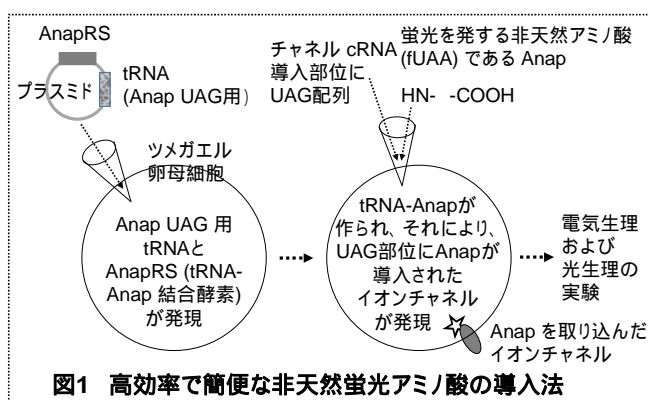 AnapRS
プラスミド
tRNA
(Anap UAG用)
チャネル cRNA
導入部位に
UAG配列
蛍光を発する非天然アミノ酸
(fUAA) である Anap
HN- -COOH
ツメガエル
卵母細胞
Anap UAG 用
tRNAと
AnapRS (tRNA-
Anap 結合酵素)
が発現
tRNA-Anapが
作られ、それにより、
UAG部位にAnapが
導入された
イオンチャネル
が発現
電気生理
および
光生理の
実験
Anap を取り込んだ
イオンチャネル
図1 高効率で簡便な非天然蛍光アミノ酸の導入法